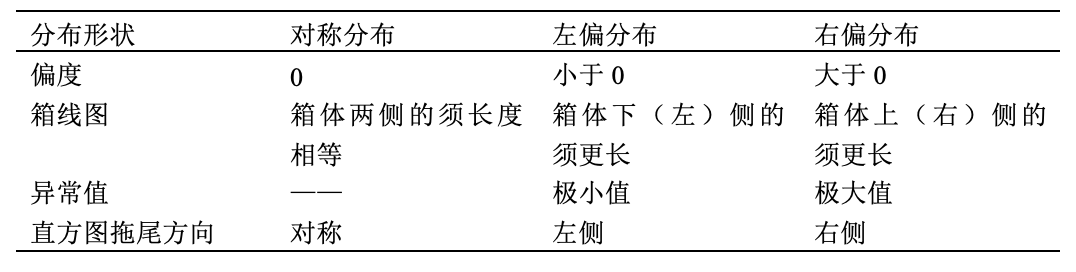 分布形状 对称分布 左偏分布 右偏分布
偏度 0 小于 0 大于 0
箱线图 箱体两侧的须长度 箱体下（左）侧的 箱体上（右）侧的
相等 须更长 须更长
异常值 —— 极小值 极大值
直方图拖尾方向 对称 左侧 右侧